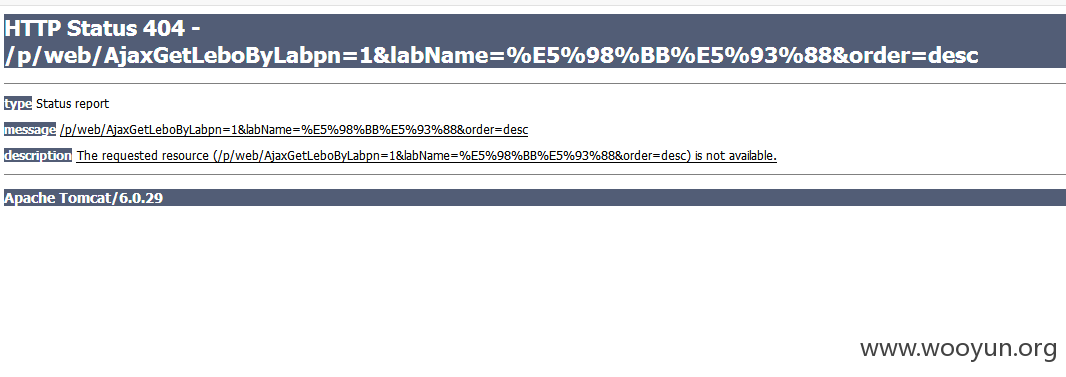 HTTP Status 404 -
/p/web/AjaxGetLeboByLabpn=1&labName=%E5%98%BB%E5%93%88&order=desc
type Status report
message /p/web/AjaxGetLeboByLabpn=1&labName=%E5%98%BB%E5%93%88&order=desc
description The requested resource (/p/web/AjaxGetLeboByLabpn=1&labName=%E5%98%BB%E5%93%88&order=desc) is not available.
Apache Tomcat/6.0.29
www.wooyun.org